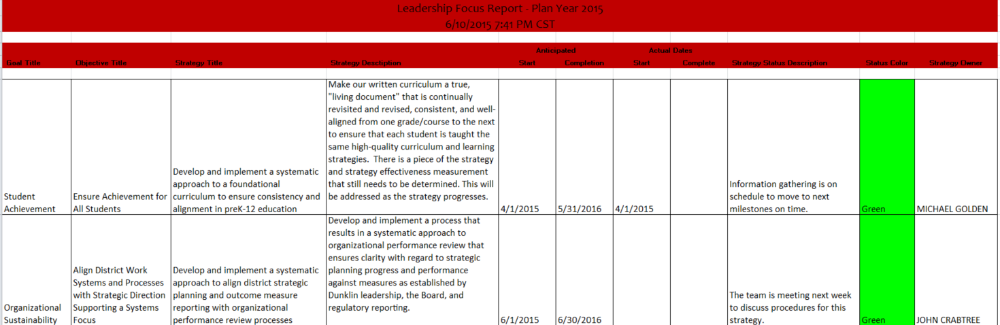 Leadership Focus Report - Plan Year 2015
6/10/2015 7:41 PM CST
Anticipated
Actual Dates
Goal Title
Objective Title
Strategy Title
Strategy Description
Start
Completion
Start
Complete
Strategy Status Description
Status Color
Strategy Owner
Student
Achievement
Ensure Achievement for
All Students
Develop and implement a systematic
approach to a foundational
curriculum to ensure consistency and
alignment in preK-12 education
Make our written curriculum a true,
"living document" that is continually
revisited and revised, consistent, and well-
aligned from one grade/course to the next
to ensure that each student is taught the
same high-quality curriculum and learning
strategies.  There is a piece of the strategy
and strategy effectiveness measurement
that still needs to be determined. This will
be addressed as the strategy progresses.
4/1/2015
5/31/2016
4/1/2015
Information gathering is on
schedule to move to next
milestones on time.
Green
MICHAEL GOLDEN
Organizational
Sustainability
Align District Work
Systems and Processes
with Strategic Direction
Supporting a Systems
Focus
Develop and implement a systematic
approach to align district strategic
planning and outcome measure
reporting with organizational
performance review processes
Develop and implement a process that
results in a systematic approach to
organizational performance review that
ensures clarity with regard to strategic
planning progress and performance
against measures as established by
Dunklin leadership, the Board, and
regulatory reporting.
6/1/2015
6/30/2016
The team is meeting next week
to discuss procedures for this
strategy.
Green
JOHN CRABTREE